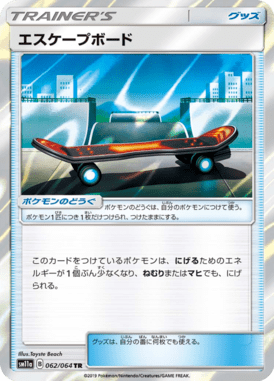 TRAINER'S
グッズ
エスケープボード
ポケモンのどうぐ
ポケモンのどうぐは、自分のポケモンにつけて使う。
ポケモン1匹につき1枚だけつけられ、つけたままにする。
このカードをつけているポケモンは、にげるためのエネ
ルギーが1個ぶん少なくなり、ねむりまたはマヒでも、にげ
られる。
グッズは、自分の番に何枚でも使える。
Illus.Toyste Beach
sm11a 062/064 TR
©2019 Pokémon/Nintendo/Creatures/GAME FREAK.